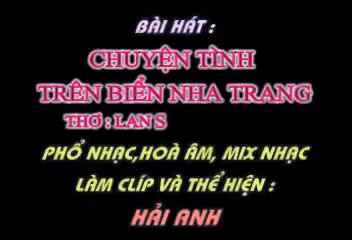 BÀI HÁT :
CHUYỆN TÌNH
TRÊN BIỂN NHA TRANG
THƠ : LAN S
PHỔ NHẠC,HOÀ ÂM, MIX NHẠC
LÀM CLÍP VÀ THỂ HIỆN :
HẢI ANH